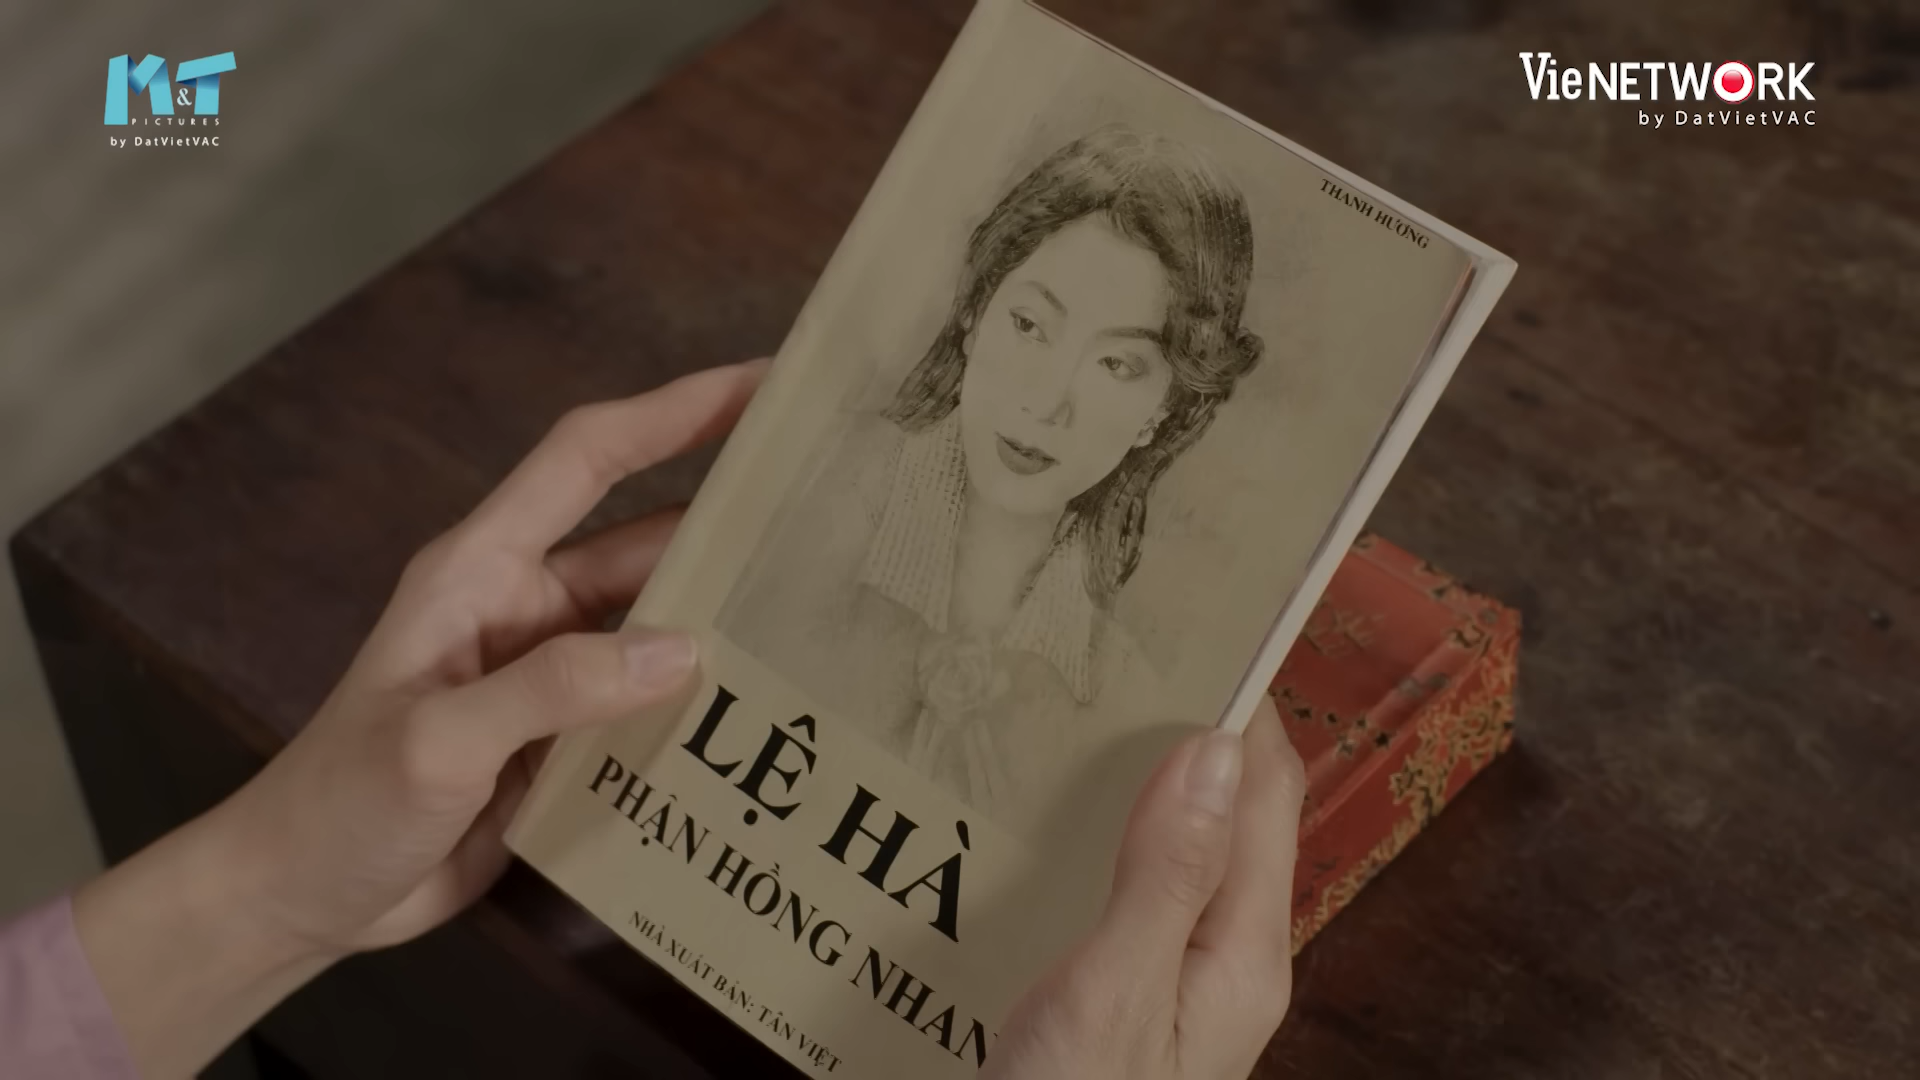 M&T
PICTURES
by DatVietVAC
VieNETWORK
by DatVietVAC
THANH HƯƠNG
LỆ HÀ
PHẬN HỒNG NHAN
NHÀ XUẤT BẢN: TÂN VIỆT